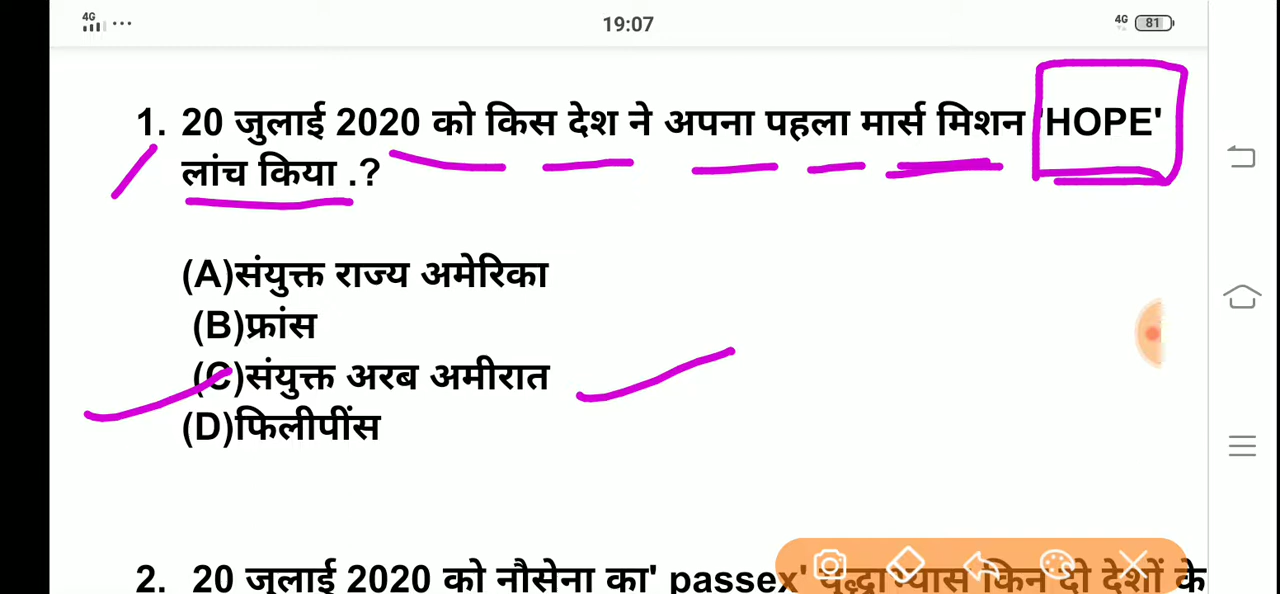 4G
19:07
4G
81
1. 20 जुलाई 2020 को किस देश ने अपना पहला मार्स मिशन 'HOPE'
लांच किया .?
(A)संयुक्त राज्य अमेरिका
(B)फ्रांस
(C)संयुक्त अरब अमीरात
(D)फिलीपींस
2. 20 जुलाई 2020 को नौसेना का' passex' युद्धाभ्यास किन दो देशों के